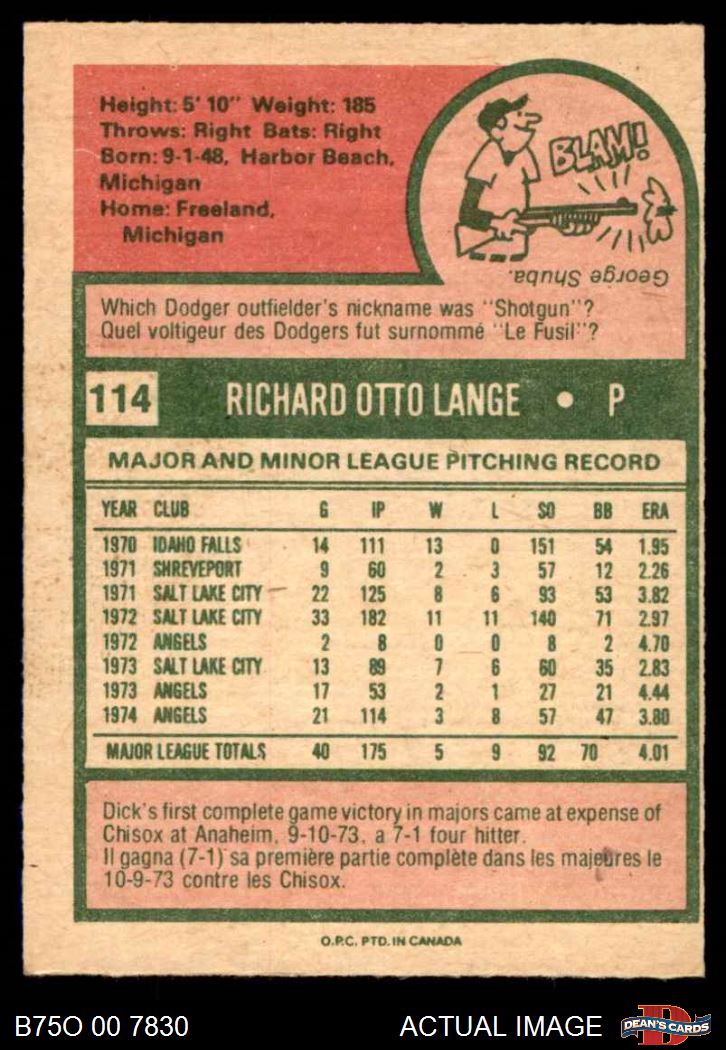 Height: 5' 10" Weight: 185
Throws: Right Bats: Right
Born: 9-1-48, Harbor Beach,
Michigan
Home: Freeland,
Michigan
BLAM!
George Shuba.
Which Dodger outfielder's nickname was "Shotgun"?
Quel voltigeur des Dodgers fut surnommé "Le Fusil"?
114 RICHARD OTTO LANGE • P
MAJOR AND MINOR LEAGUE PITCHING RECORD
YEAR CLUB G IP W L SO BB ERA
1970 IDAHO FALLS 14 111 13 0 151 54 1.95
1971 SHREVEPORT 9 60 2 3 57 12 2.26
1971 SALT LAKE CITY 22 125 8 6 93 53 3.82
1972 SALT LAKE CITY 33 182 11 11 140 71 2.97
1972 ANGELS 2 8 0 0 8 2 4.70
1973 SALT LAKE CITY 13 89 7 6 60 35 2.83
1973 ANGELS 17 53 2 1 27 21 4.44
1974 ANGELS 21 114 3 8 57 47 3.80
MAJOR LEAGUE TOTALS 40 175 5 9 92 70 4.01
Dick's first complete game victory in majors came at expense of
Chisox at Anaheim, 9-10-73, a 7-1 four hitter.
Il gagna (7-1) sa première partie complète dans les majeures le
10-9-73 contre les Chisox.
O.P.C. PTD. IN CANADA
B75O 00 7830 ACTUAL IMAGE D DEAN'S CARDS